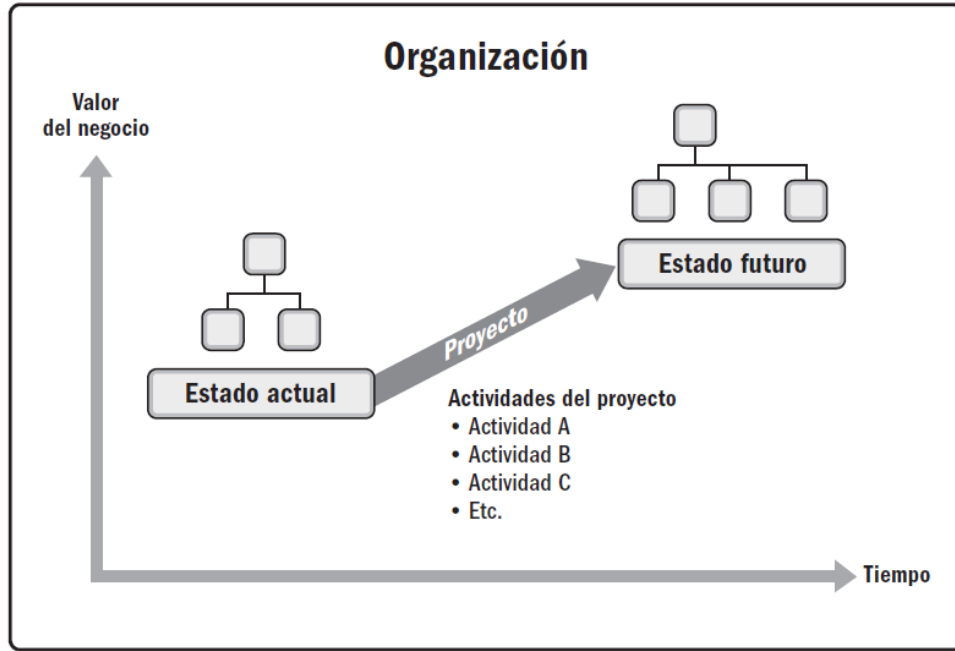 Organización
Valor
del negocio
Estado futuro
Proyecto
Estado actual
Actividades del proyecto
• Actividad A
• Actividad B
• Actividad C
• Etc.
Tiempo